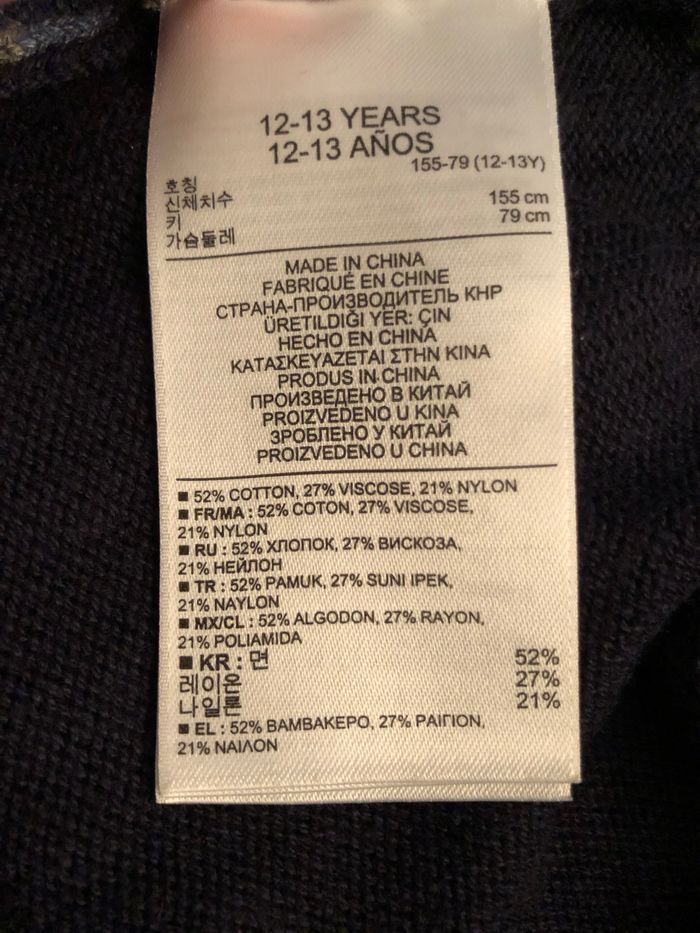 12-13 YEARS
12-13 AÑOS
155-79 (12-13Y)
호칭
신체치수
키 155 cm
가슴둘레 79 cm
MADE IN CHINA
FABRIQUÉ EN CHINE
СТРАНА-ПРОИЗВОДИТЕЛЬ КНР
ÜRETILDIĞI YER: ÇIN
HECHO EN CHINA
ΚΑΤΑΣΚΕΥΑΖΕΤΑΙ ΣΤΗΝ ΚΙΝΑ
PRODUS IN CHINA
ПРОИЗВЕДЕНО В КИТАЙ
PROIZVEDENO U KINA
ЗРОБЛЕНО У КИТАЙ
PROIZVEDENO U CHINA
■ 52% COTTON, 27% VISCOSE, 21% NYLON
■ FR/MA : 52% COTON, 27% VISCOSE,
21% NYLON
■ RU : 52% ХЛОПОК, 27% ВИСКОЗА,
21% НЕЙЛОН
■ TR : 52% PAMUK, 27% SUNI IPEK,
21% NAYLON
■ MX/CL : 52% ALGODON, 27% RAYON,
21% POLIAMIDA
■ KR : 면 52%
레이온 27%
나일론 21%
■ EL : 52% ΒΑΜΒΑΚΕΡΟ, 27% ΡΑΙΓΙΟΝ,
21% ΝΑΙΛΟΝ